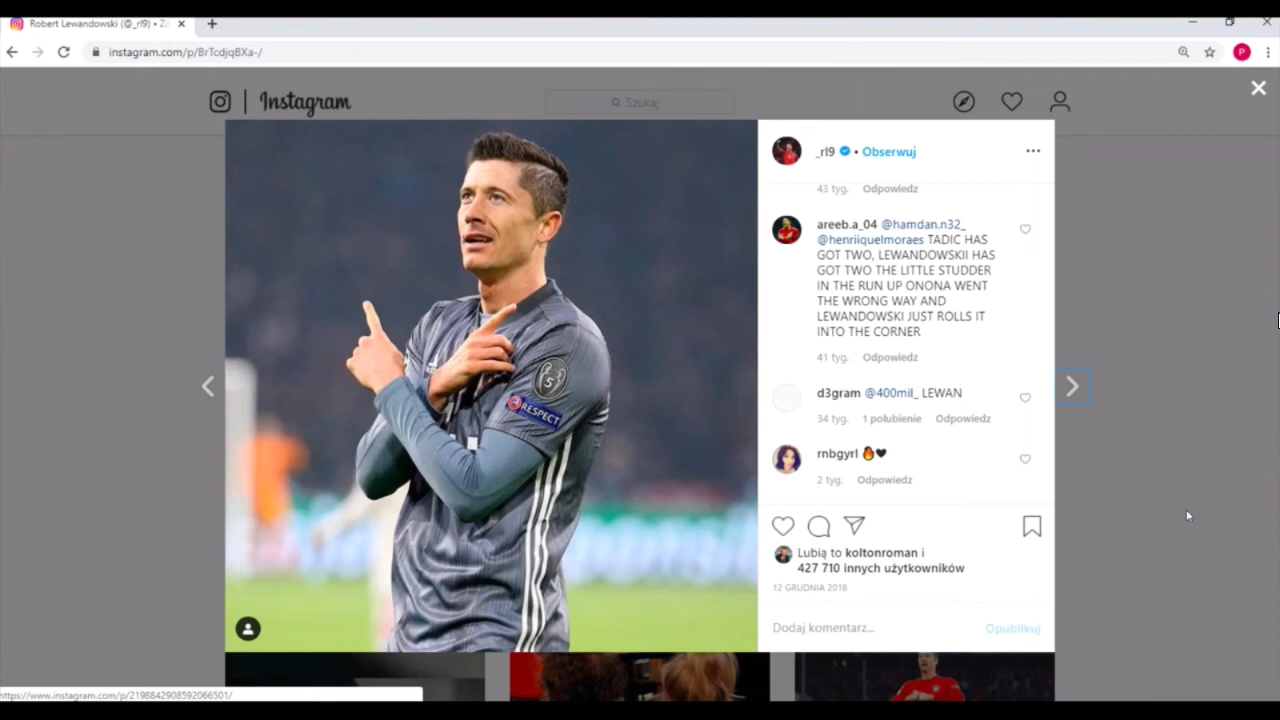 Robert Lewandowski (@_rl9) • Z
instagram.com/p/BrTcdjqBXa-/
P
Instagram
Szukaj
_rl9 • Obserwuj
43 tyg. Odpowiedz
areeb.a_04 @hamdan.n32_
@henriiquelmoraes TADIC HAS
GOT TWO, LEWANDOWSKII HAS
GOT TWO THE LITTLE STUDDER
IN THE RUN UP ONONA WENT
THE WRONG WAY AND
LEWANDOWSKI JUST ROLLS IT
INTO THE CORNER
41 tyg. Odpowiedz
d3gram @400mil_ LEWAN
34 tyg. 1 polubienie Odpowiedz
rnbgyrl 🔥🖤
2 tyg. Odpowiedz
5
RESPECT
Lubią to koltonroman i
427 710 innych użytkowników
12 GRUDNIA 2018
Dodaj komentarz... Opublikuj
https://www.instagram.com/p/2198842908592066501/